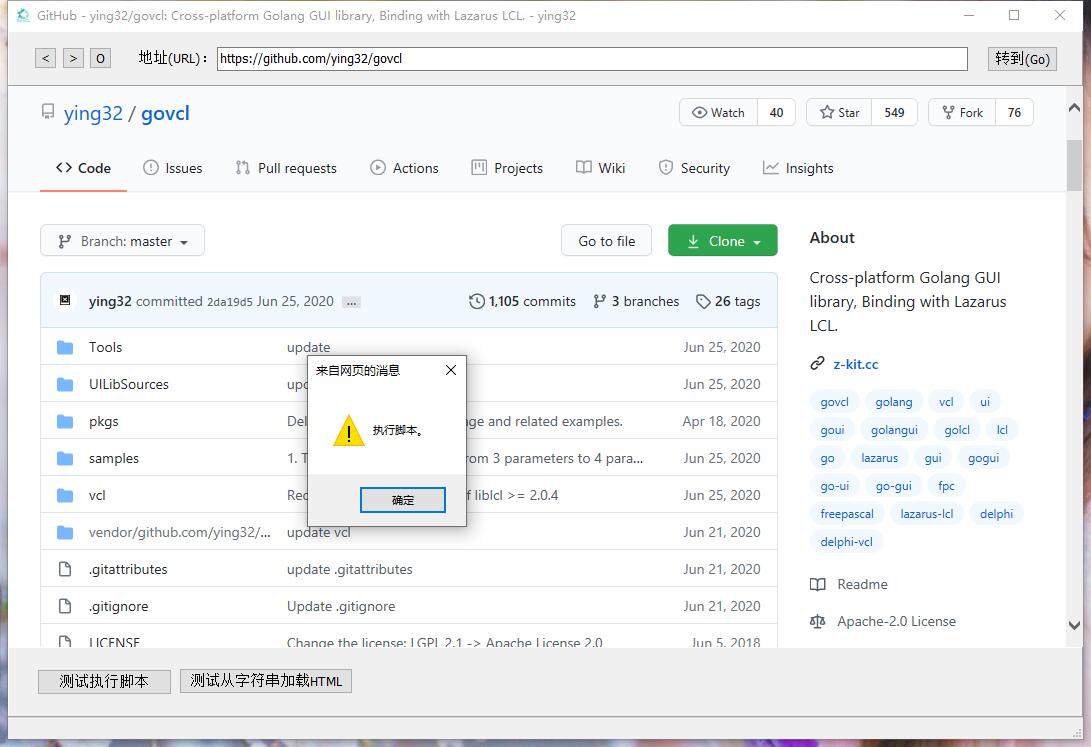 GitHub - ying32/govcl: Cross-platform Golang GUI library, Binding with Lazarus LCL. - ying32
< > O 地址(URL)： https://github.com/ying32/govcl 转到(Go)
ying32 / govcl Watch 40 Star 549 Fork 76
<> Code Issues Pull requests Actions Projects Wiki Security Insights
Branch: master Go to file Clone
ying32 committed 2da19d5 Jun 25, 2020 ... 1,105 commits 3 branches 26 tags
Tools update Jun 25, 2020
UILibSources Jun 25, 2020
pkgs Del ge and related examples. Apr 18, 2020
samples 1. T rom 3 parameters to 4 para... Jun 25, 2020
vcl f liblcl >= 2.0.4 Jun 25, 2020
vendor/github.com/ying32/... update vcl Jun 21, 2020
.gitattributes update .gitattributes Jun 21, 2020
.gitignore Update .gitignore Jun 21, 2020
LICENSE Change the license: LGPL 2.1 -> Apache License 2.0 Jun 5, 2018
来自网页的消息
执行脚本。
确定
About
Cross-platform Golang GUI
library, Binding with Lazarus
LCL.
z-kit.cc
govcl golang vcl ui
goui golangui golcl lcl
go lazarus gui gogui
go-ui go-gui fpc
freepascal lazarus-lcl delphi
delphi-vcl
Readme
Apache-2.0 License
测试执行脚本 测试从字符串加载HTML